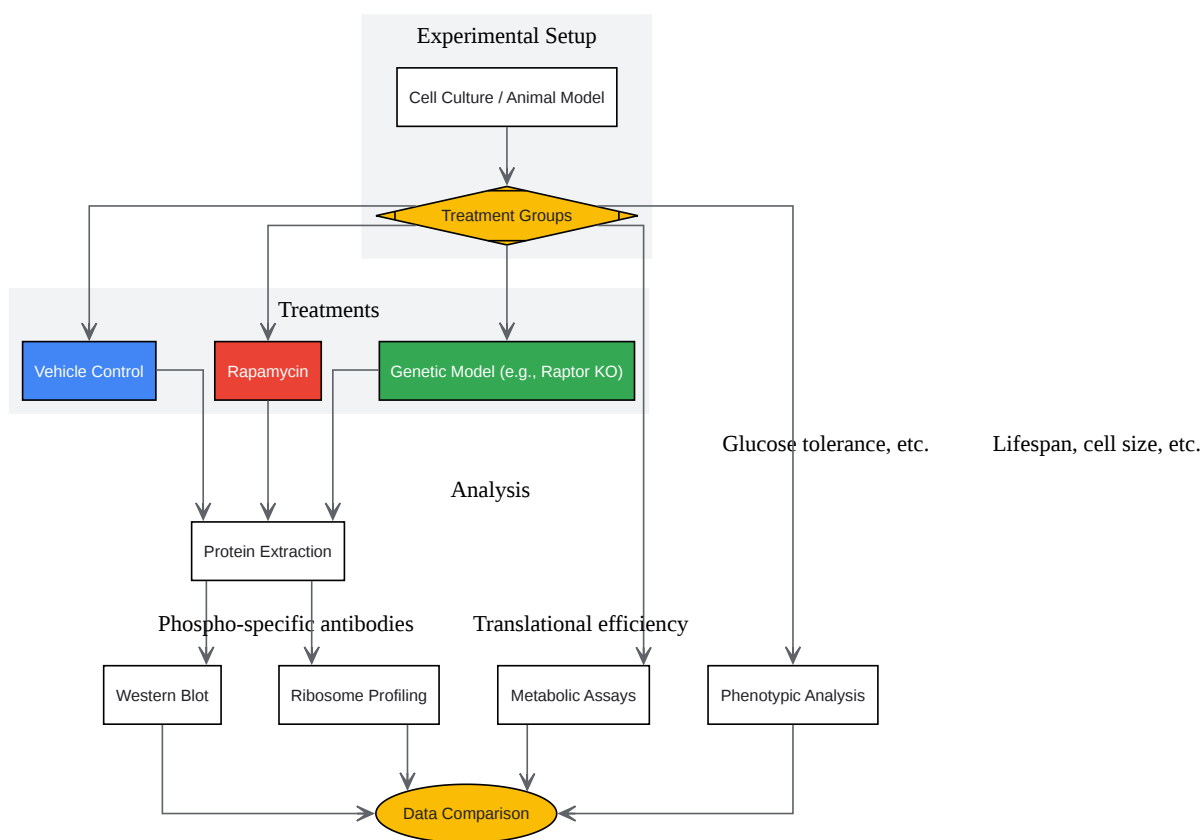 Experimental Setup
Cell Culture / Animal Model
Treatment Groups
Treatments
Vehicle Control
Rapamycin
Genetic Model (e.g., Raptor KO)
Glucose tolerance, etc.
Lifespan, cell size, etc.
Analysis
Protein Extraction
Phospho-specific antibodies
Translational efficiency
Western Blot
Ribosome Profiling
Metabolic Assays
Phenotypic Analysis
Data Comparison